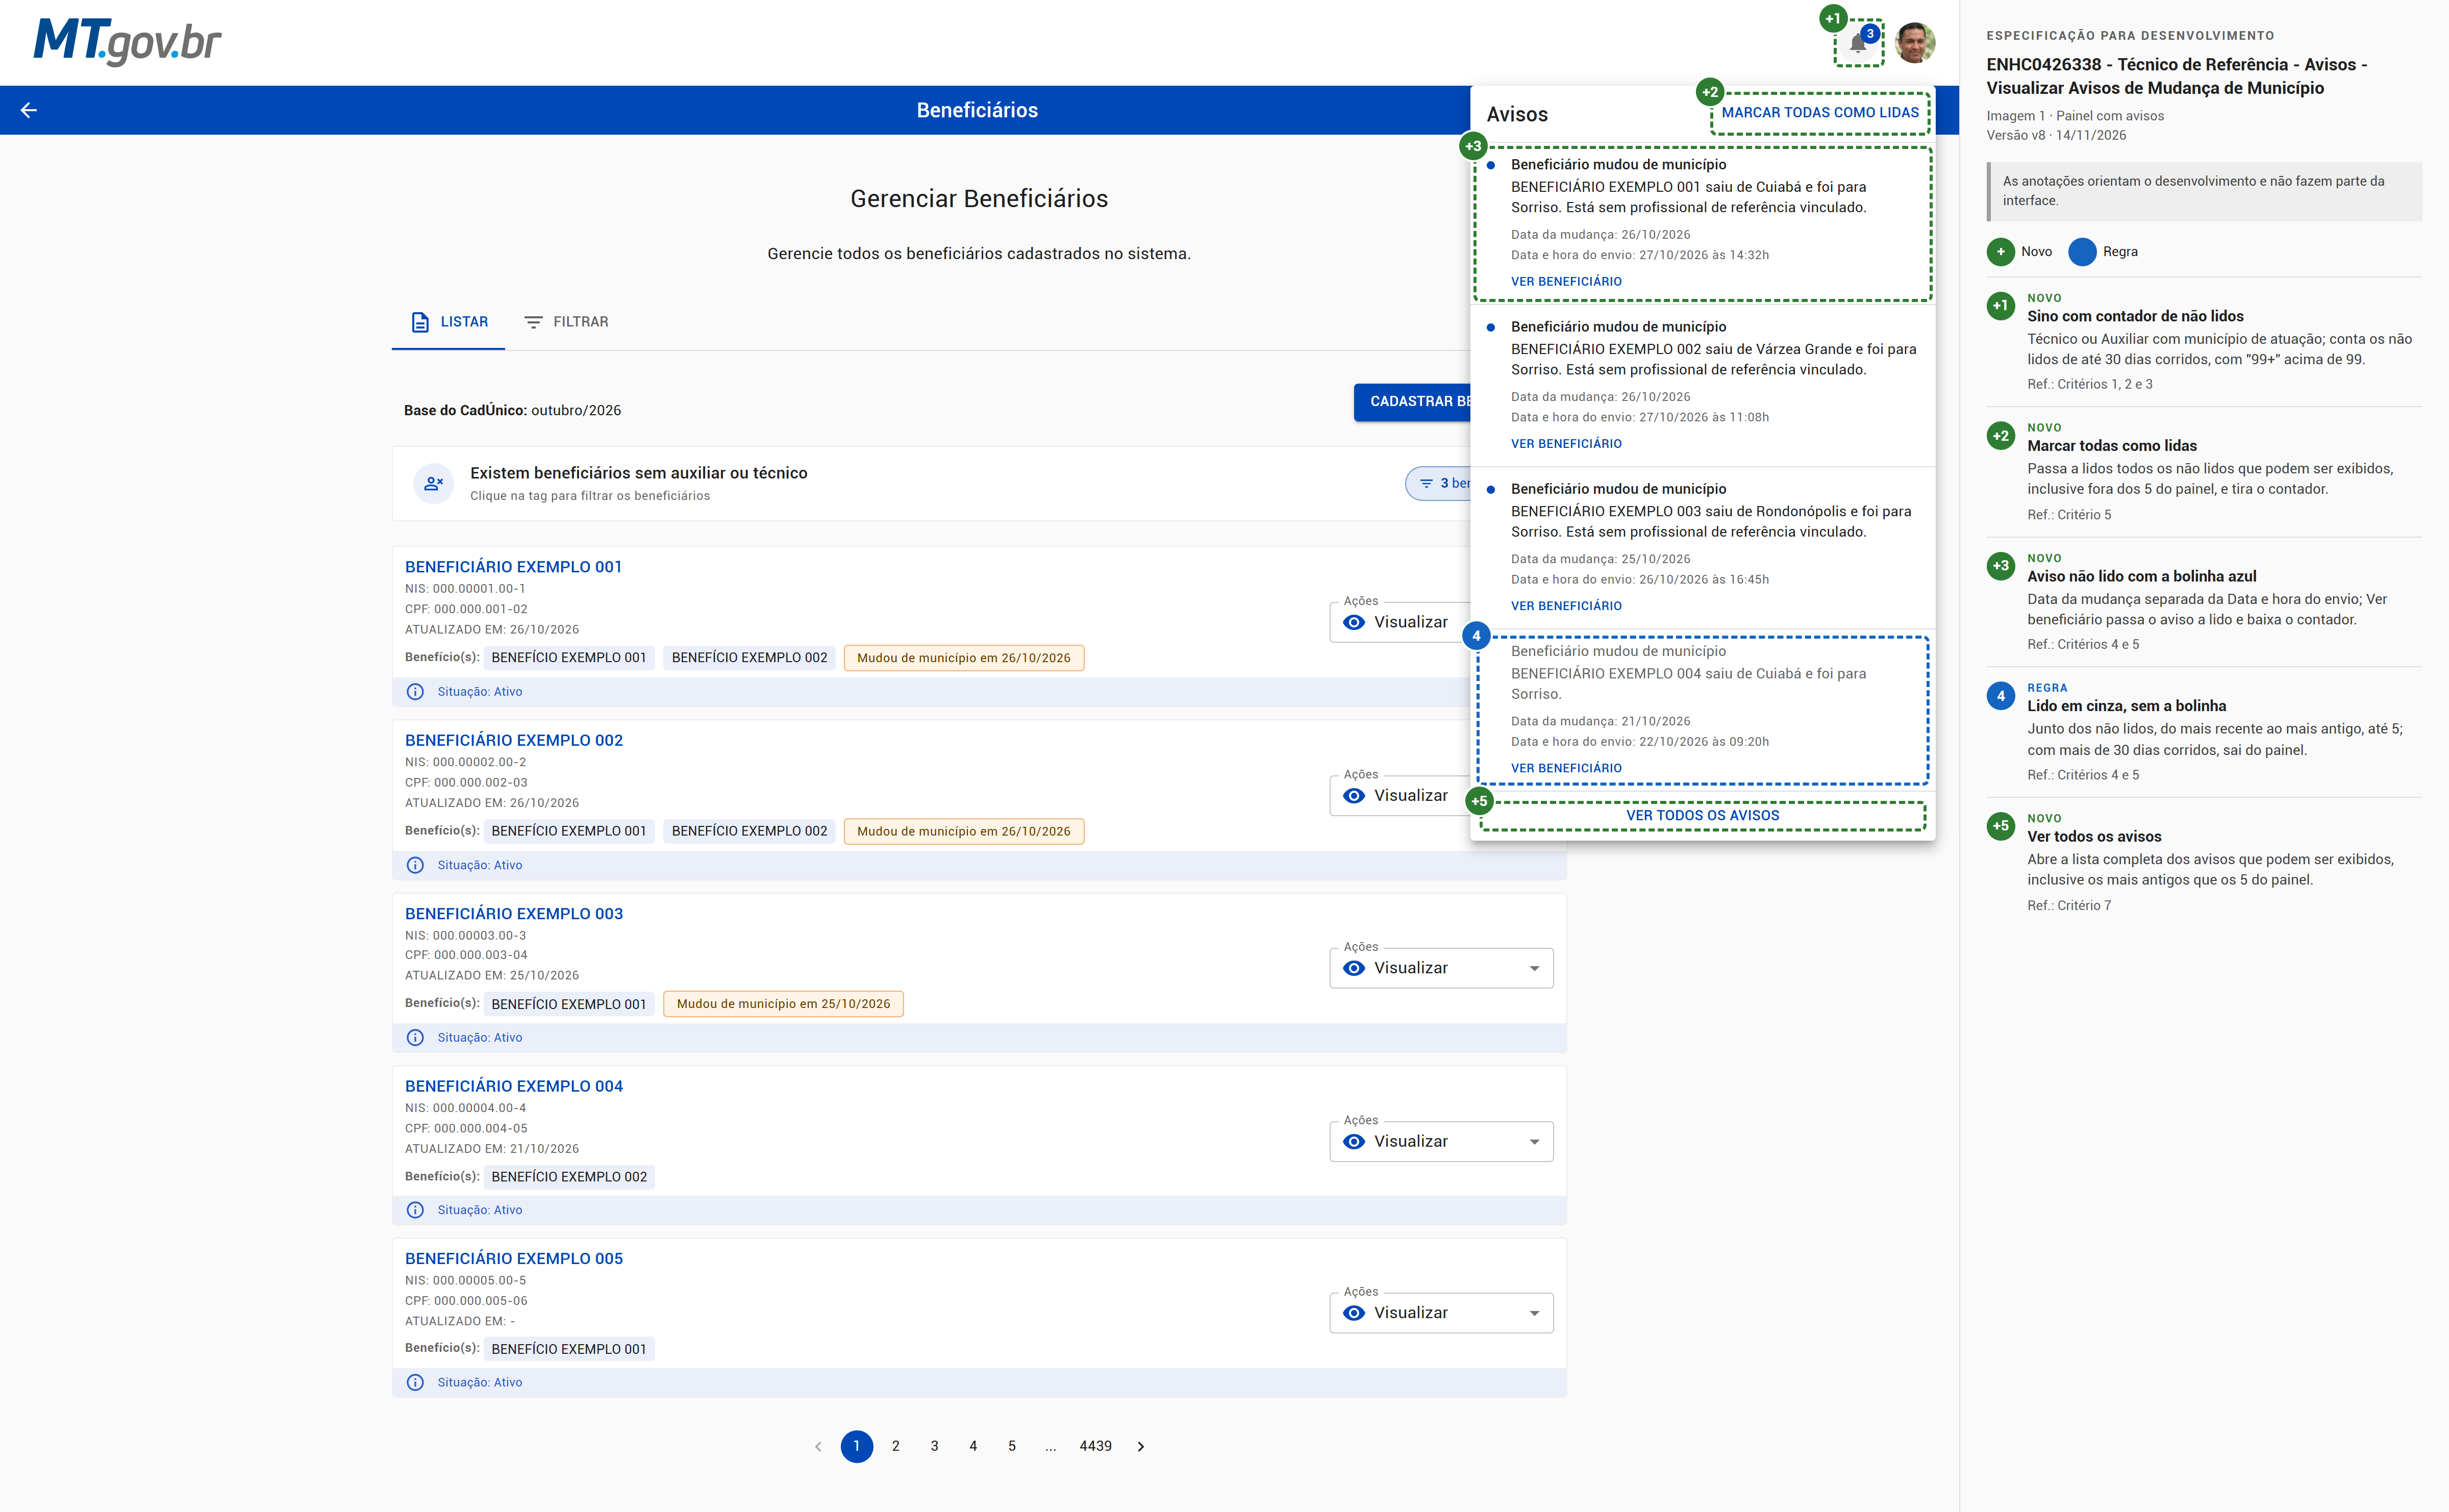 MT.gov.br
+1
3
Beneficiários
Gerenciar Beneficiários
Gerencie todos os beneficiários cadastrados no sistema.
LISTAR
FILTRAR
Base do CadÚnico: outubro/2026
CADASTRAR BE
Existem beneficiários sem auxiliar ou técnico
Clique na tag para filtrar os beneficiários
3 ber
BENEFICIÁRIO EXEMPLO 001
NIS: 000.00001.00-1
CPF: 000.000.001-02
ATUALIZADO EM: 26/10/2026
Benefício(s): BENEFÍCIO EXEMPLO 001 BENEFÍCIO EXEMPLO 002 Mudou de município em 26/10/2026
Situação: Ativo
Ações
Visualizar
BENEFICIÁRIO EXEMPLO 002
NIS: 000.00002.00-2
CPF: 000.000.002-03
ATUALIZADO EM: 26/10/2026
Benefício(s): BENEFÍCIO EXEMPLO 001 BENEFÍCIO EXEMPLO 002 Mudou de município em 26/10/2026
Situação: Ativo
Ações
Visualizar
BENEFICIÁRIO EXEMPLO 003
NIS: 000.00003.00-3
CPF: 000.000.003-04
ATUALIZADO EM: 25/10/2026
Benefício(s): BENEFÍCIO EXEMPLO 001 Mudou de município em 25/10/2026
Situação: Ativo
Ações
Visualizar
BENEFICIÁRIO EXEMPLO 004
NIS: 000.00004.00-4
CPF: 000.000.004-05
ATUALIZADO EM: 21/10/2026
Benefício(s): BENEFÍCIO EXEMPLO 002
Situação: Ativo
Ações
Visualizar
BENEFICIÁRIO EXEMPLO 005
NIS: 000.00005.00-5
CPF: 000.000.005-06
ATUALIZADO EM: -
Benefício(s): BENEFÍCIO EXEMPLO 001
Situação: Ativo
Ações
Visualizar
1 2 3 4 5 ... 4439
Avisos
+2
MARCAR TODAS COMO LIDAS
+3
Beneficiário mudou de município
BENEFICIÁRIO EXEMPLO 001 saiu de Cuiabá e foi para
Sorriso. Está sem profissional de referência vinculado.
Data da mudança: 26/10/2026
Data e hora do envio: 27/10/2026 às 14:32h
VER BENEFICIÁRIO
Beneficiário mudou de município
BENEFICIÁRIO EXEMPLO 002 saiu de Várzea Grande e foi para
Sorriso. Está sem profissional de referência vinculado.
Data da mudança: 26/10/2026
Data e hora do envio: 27/10/2026 às 11:08h
VER BENEFICIÁRIO
Beneficiário mudou de município
BENEFICIÁRIO EXEMPLO 003 saiu de Rondonópolis e foi para
Sorriso. Está sem profissional de referência vinculado.
Data da mudança: 25/10/2026
Data e hora do envio: 26/10/2026 às 16:45h
VER BENEFICIÁRIO
4
Beneficiário mudou de município
BENEFICIÁRIO EXEMPLO 004 saiu de Cuiabá e foi para
Sorriso.
Data da mudança: 21/10/2026
Data e hora do envio: 22/10/2026 às 09:20h
VER BENEFICIÁRIO
+5
VER TODOS OS AVISOS
ESPECIFICAÇÃO PARA DESENVOLVIMENTO
ENHC0426338 - Técnico de Referência - Avisos -
Visualizar Avisos de Mudança de Município
Imagem 1 · Painel com avisos
Versão v8 · 14/11/2026
As anotações orientam o desenvolvimento e não fazem parte da
interface.
+ Novo Regra
+1
NOVO
Sino com contador de não lidos
Técnico ou Auxiliar com município de atuação; conta os não
lidos de até 30 dias corridos, com "99+" acima de 99.
Ref.: Critérios 1, 2 e 3
+2
NOVO
Marcar todas como lidas
Passa a lidos todos os não lidos que podem ser exibidos,
inclusive fora dos 5 do painel, e tira o contador.
Ref.: Critério 5
+3
NOVO
Aviso não lido com a bolinha azul
Data da mudança separada da Data e hora do envio; Ver
beneficiário passa o aviso a lido e baixa o contador.
Ref.: Critérios 4 e 5
4
REGRA
Lido em cinza, sem a bolinha
Junto dos não lidos, do mais recente ao mais antigo, até 5;
com mais de 30 dias corridos, sai do painel.
Ref.: Critérios 4 e 5
+5
NOVO
Ver todos os avisos
Abre a lista completa dos avisos que podem ser exibidos,
inclusive os mais antigos que os 5 do painel.
Ref.: Critério 7